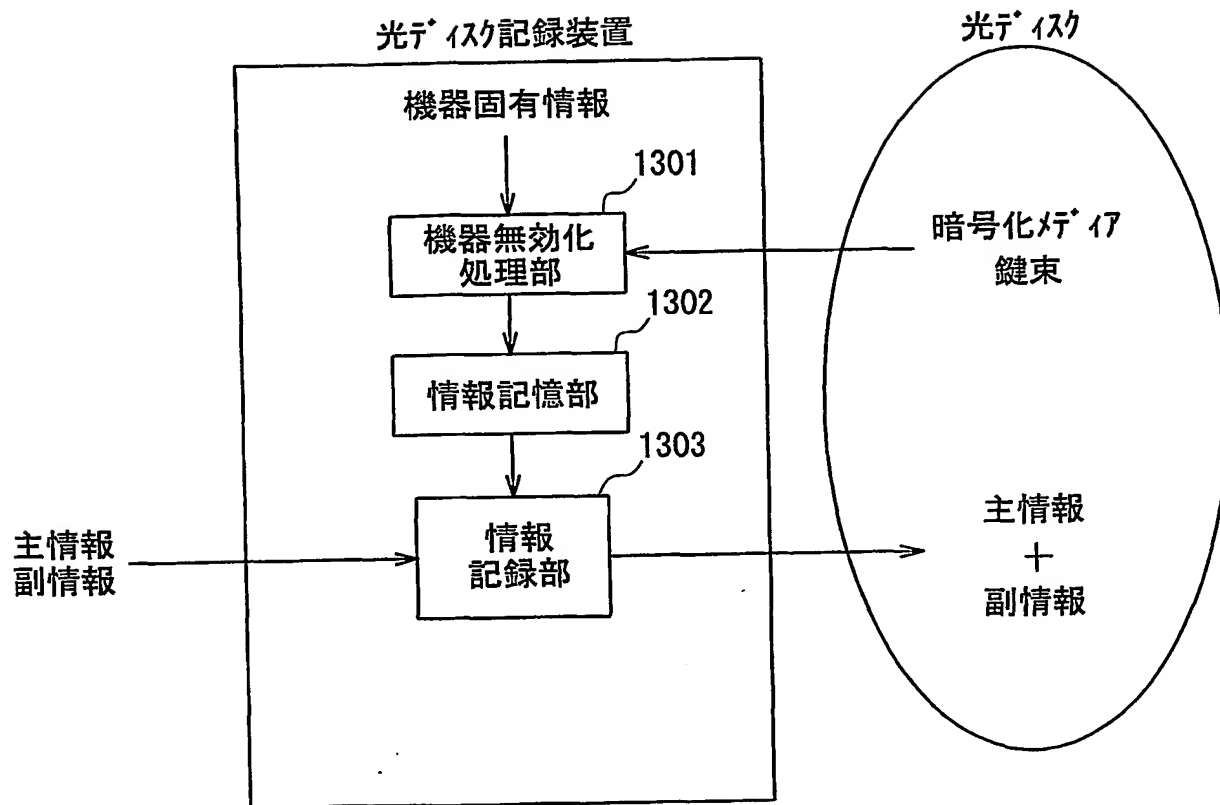 光ディスク記録装置
光ディスク
機器固有情報
1301
機器無効化
処理部
暗号化メディア
鍵束
1302
情報記憶部
1303
情報
記録部
主情報
副情報
主情報
+
副情報